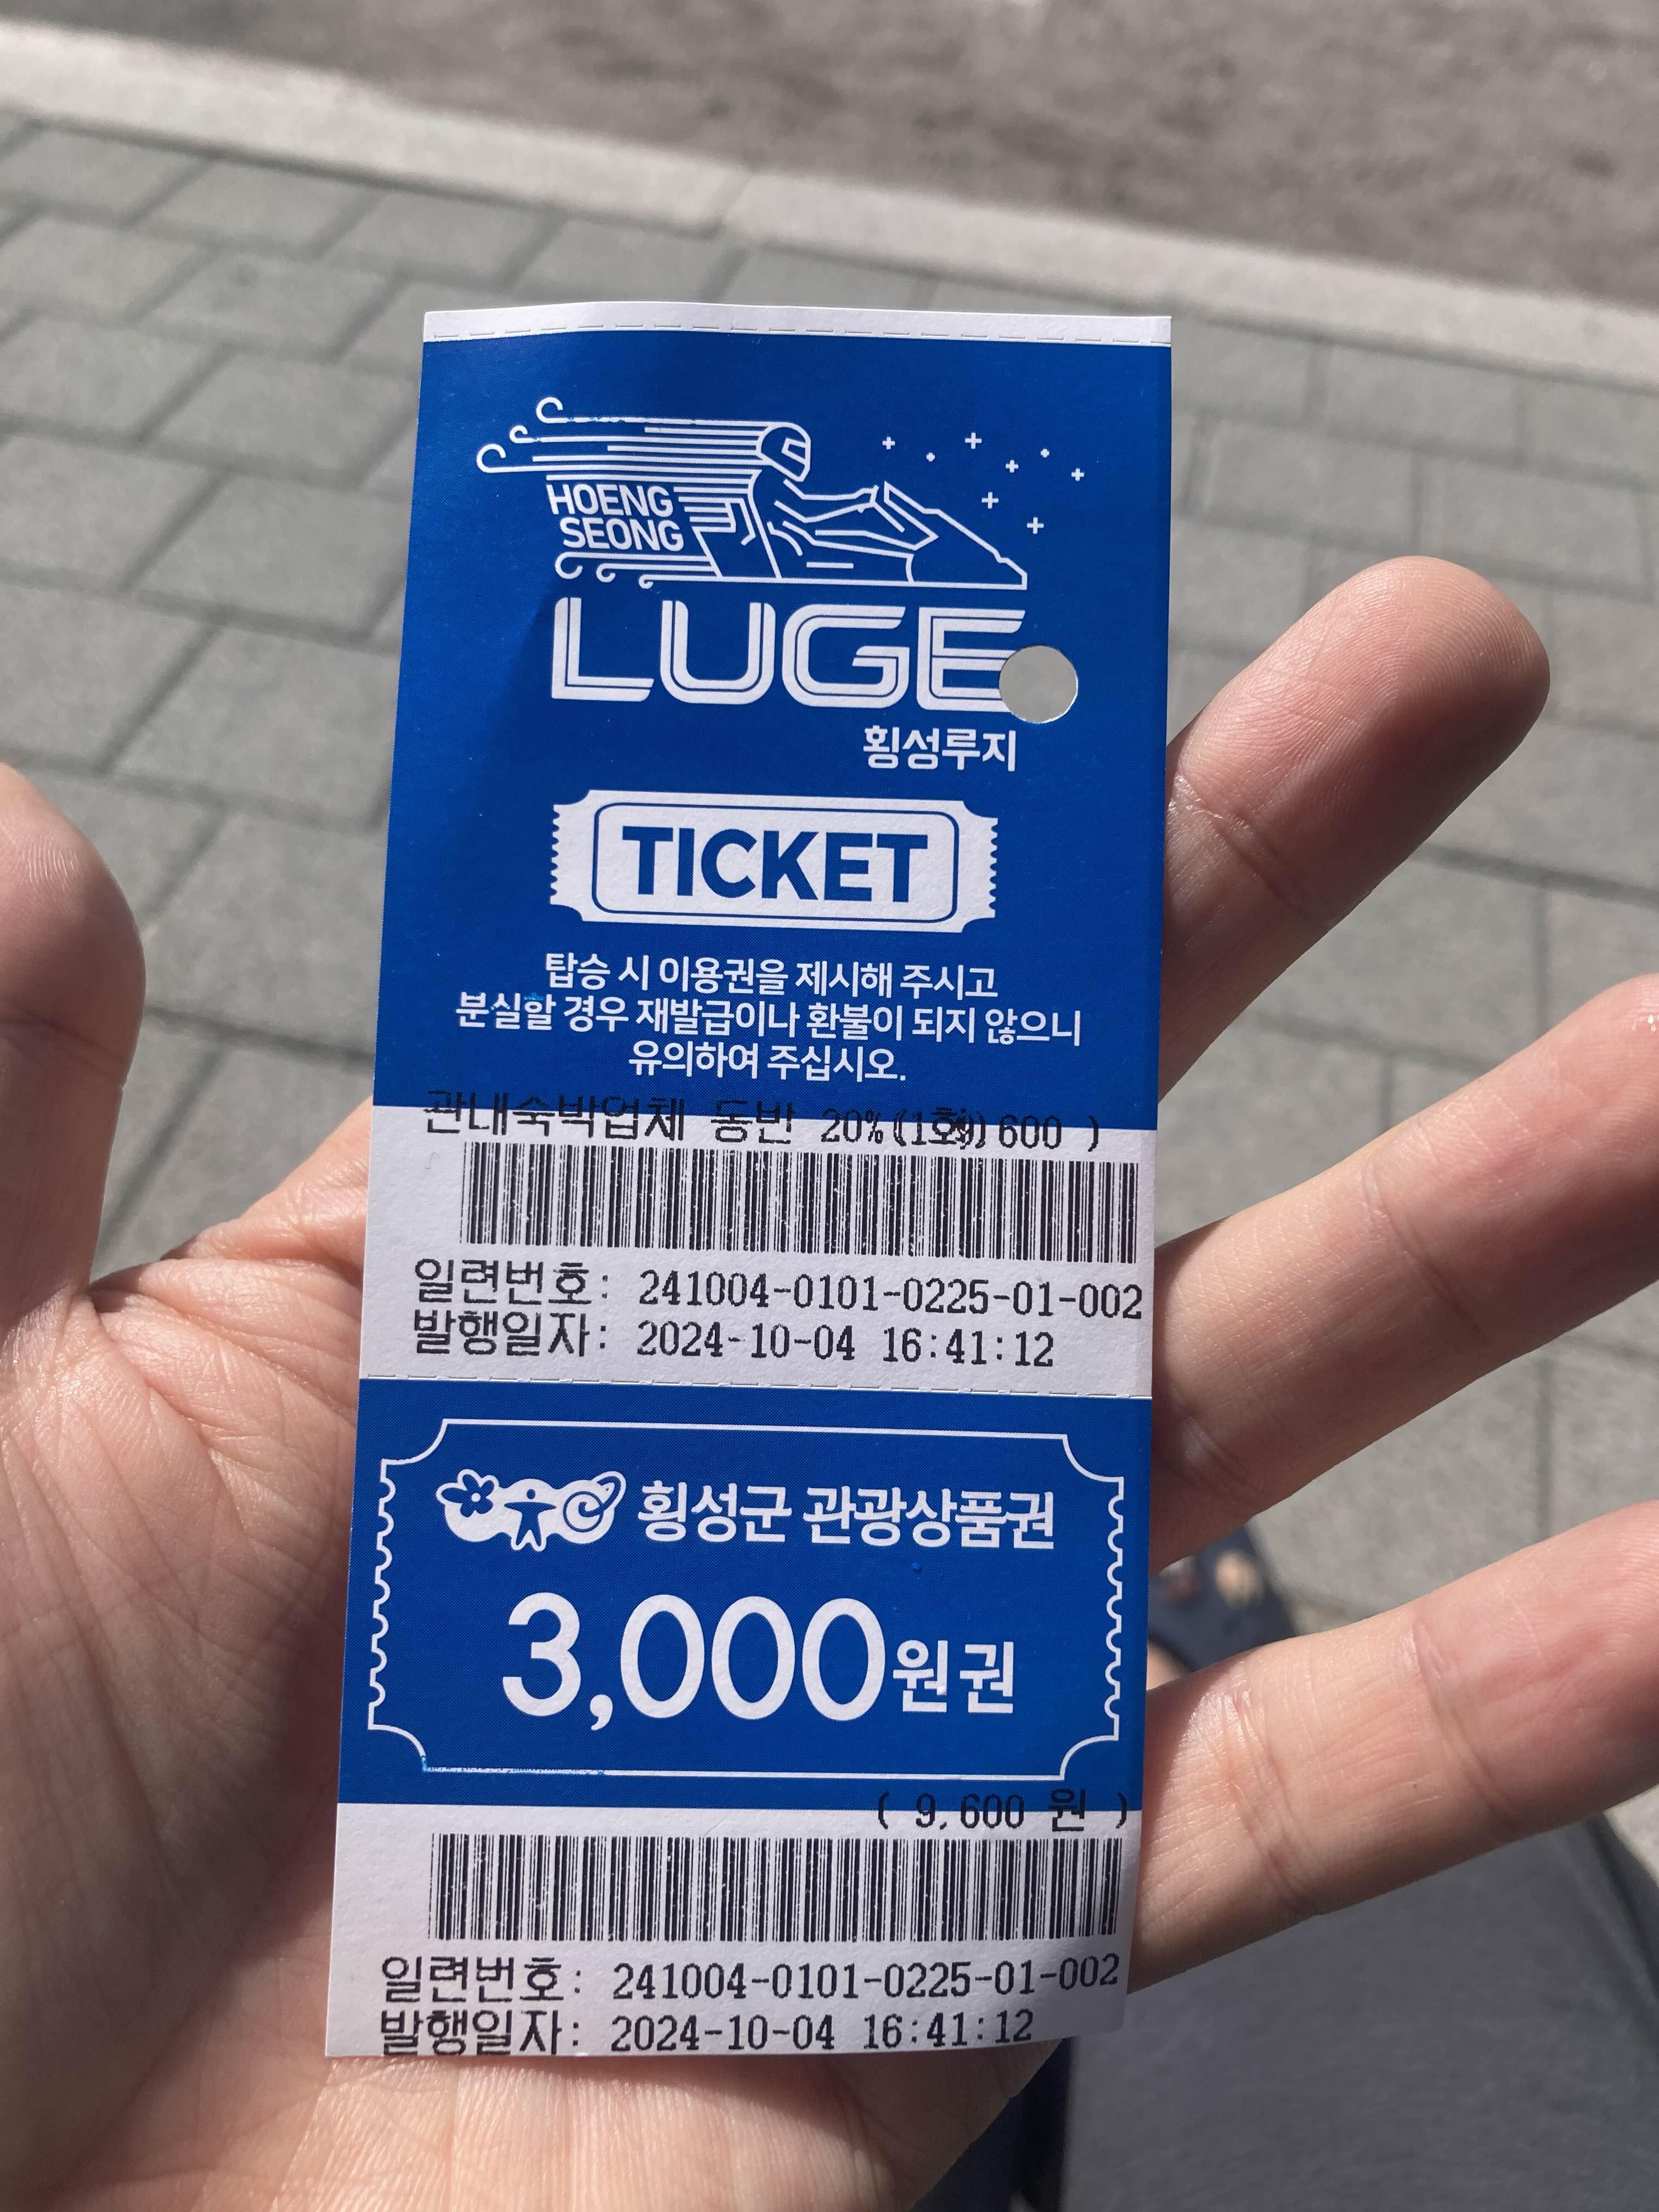 HOENG
SEONG
LUGE
횡성루지
TICKET
탑승 시 이용권을 제시해 주시고
분실할 경우 재발급이나 환불이 되지 않으니
유의하여 주십시오.
관내숙박업체 동반 20%(1회) 600 )
일련번호: 241004-0101-0225-01-002
발행일자: 2024-10-04 16:41:12
횡성군 관광상품권
3,000원권
( 9,600 원 )
일련번호: 241004-0101-0225-01-002
발행일자: 2024-10-04 16:41:12